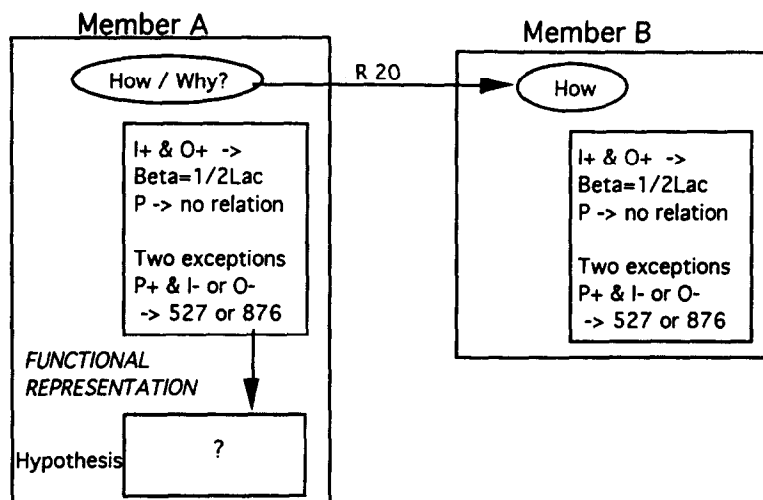 Member A
How / Why?
I+ & O+ ->
Beta=1/2Lac
P -> no relation
Two exceptions
P+ & I- or O-
-> 527 or 876
FUNCTIONAL
REPRESENTATION
Hypothesis
?
R 20
Member B
How
I+ & O+ ->
Beta=1/2Lac
P -> no relation
Two exceptions
P+ & I- or O-
-> 527 or 876